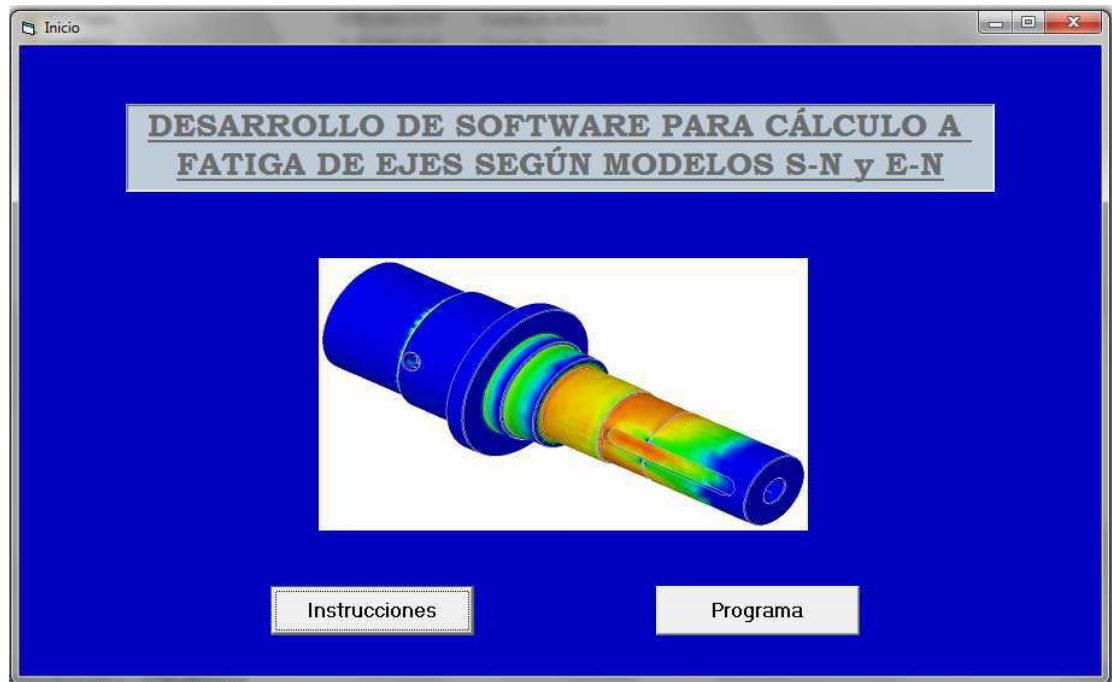 Inicio
DESARROLLO DE SOFTWARE PARA CÁLCULO A
FATIGA DE EJES SEGÚN MODELOS S-N y E-N
Instrucciones
Programa